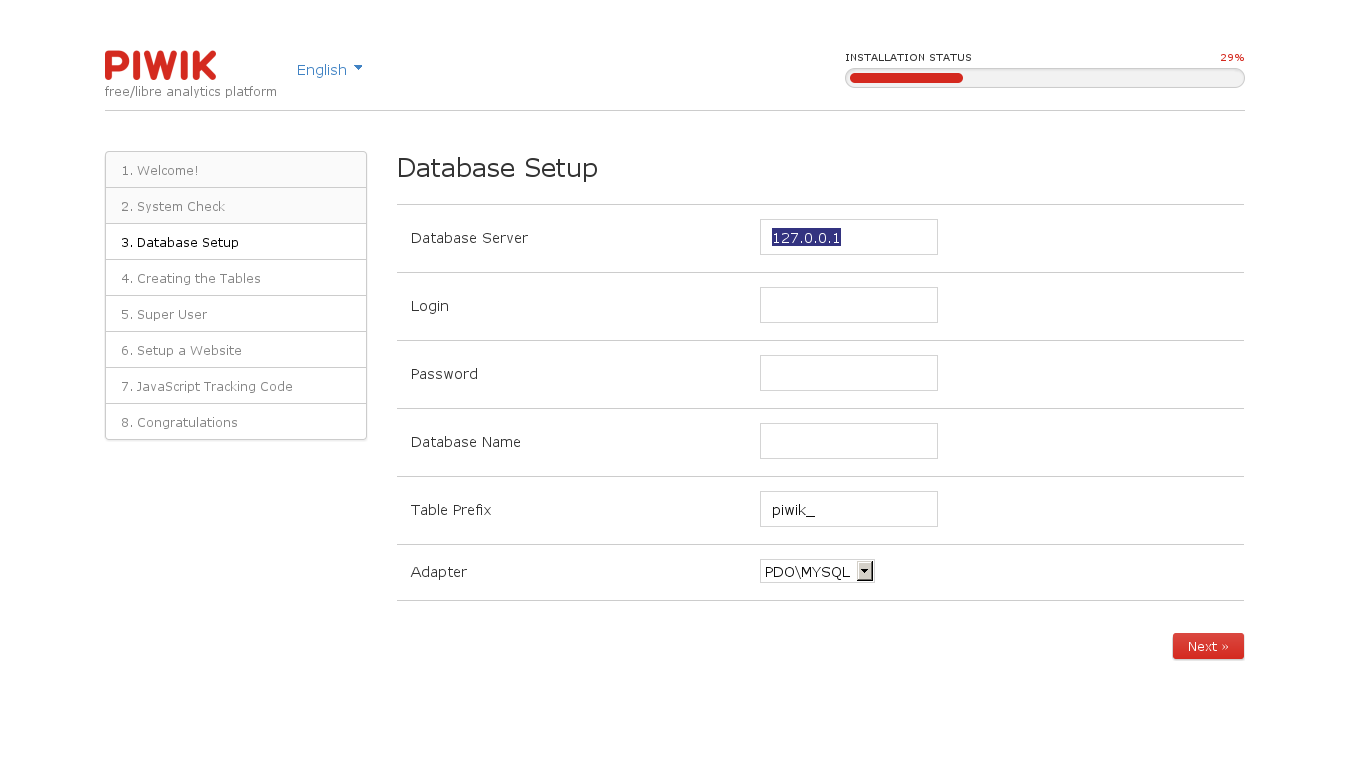 PIWIK
free/libre analytics platform
English
INSTALLATION STATUS 29%
1. Welcome!
2. System Check
3. Database Setup
4. Creating the Tables
5. Super User
6. Setup a Website
7. JavaScript Tracking Code
8. Congratulations
Database Setup
Database Server 127.0.0.1
Login
Password
Database Name
Table Prefix piwik_
Adapter PDO\MYSQL
Next »